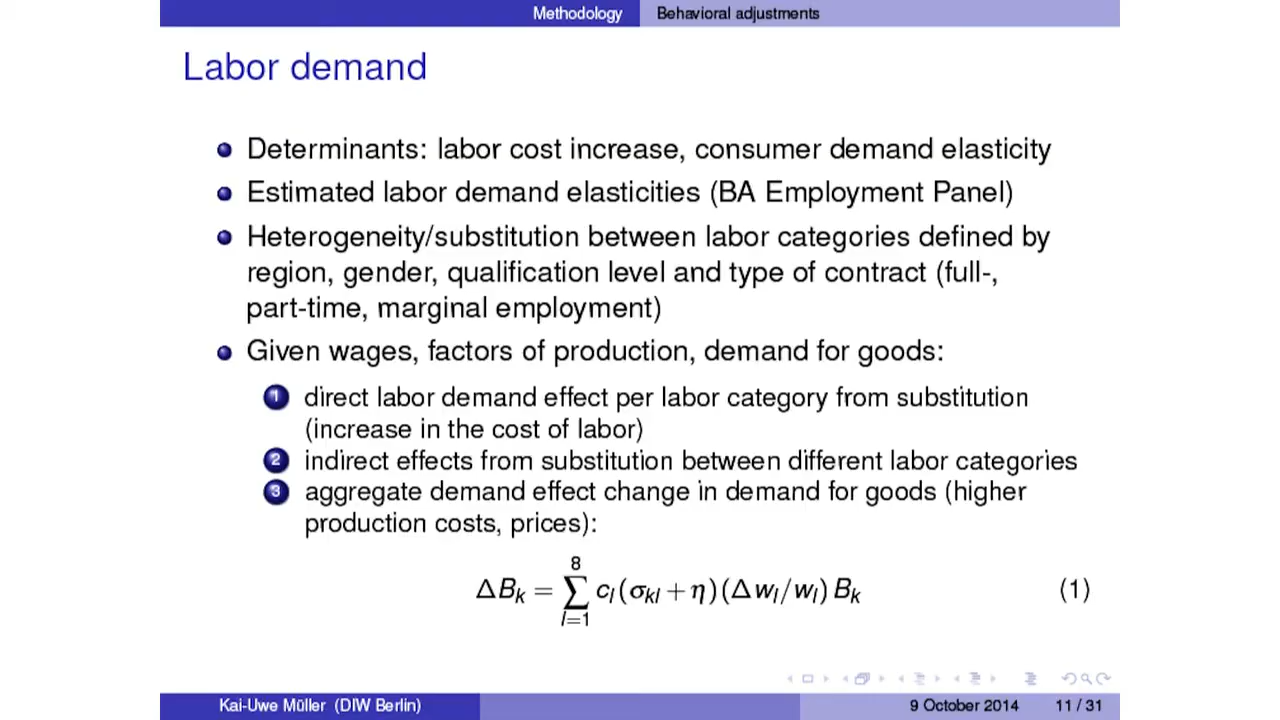 Methodology Behavioral adjustments
Labor demand
Determinants: labor cost increase, consumer demand elasticity
Estimated labor demand elasticities (BA Employment Panel)
Heterogeneity/substitution between labor categories defined by
region, gender, qualification level and type of contract (full-,
part-time, marginal employment)
Given wages, factors of production, demand for goods:
1 direct labor demand effect per labor category from substitution
(increase in the cost of labor)
2 indirect effects from substitution between different labor categories
3 aggregate demand effect change in demand for goods (higher
production costs, prices):
ΔB_k = ∑_{l=1}^{8} c_l(σ_{kl} + η)(Δw_l/w_l) B_k (1)
Kai-Uwe Müller (DIW Berlin) 9 October 2014 11 / 31